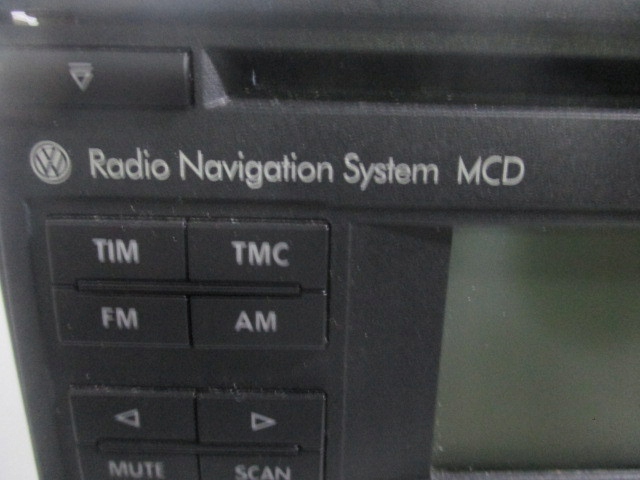 Radio Navigation System MCD
TIM TMC
FM AM
MUTE SCAN